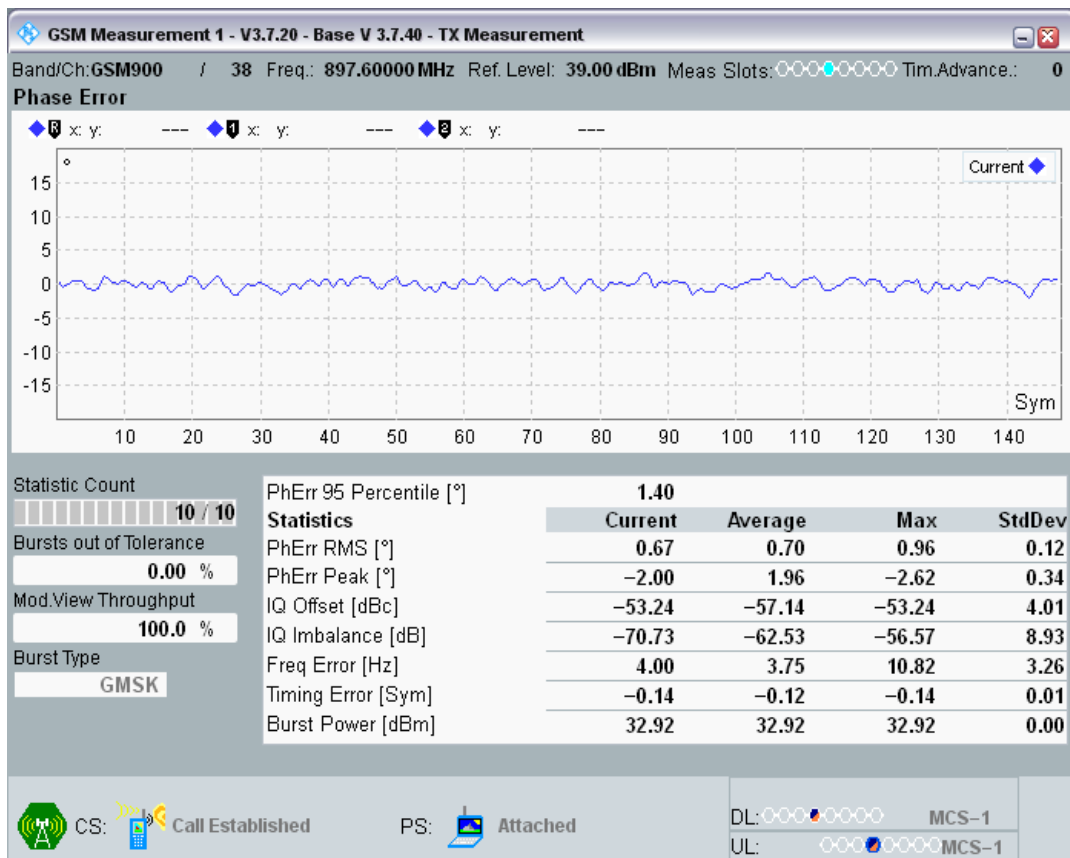 GSM Measurement 1 - V3.7.20 - Base V 3.7.40 - TX Measurement
Band/Ch:GSM900 / 38 Freq.: 897.60000 MHz Ref. Level: 39.00 dBm Meas Slots: Tim.Advance.: 0
Phase Error
R x: y: --- 1 x: y: --- 2 x: y: ---
°
Current
15
10
5
0
-5
-10
-15
Sym
10 20 30 40 50 60 70 80 90 100 110 120 130 140
Statistic Count
10 / 10
Bursts out of Tolerance
0.00 %
Mod.View Throughput
100.0 %
Burst Type
GMSK
PhErr 95 Percentile [°] 1.40
Statistics Current Average Max StdDev
PhErr RMS [°] 0.67 0.70 0.96 0.12
PhErr Peak [°] −2.00 1.96 −2.62 0.34
IQ Offset [dBc] −53.24 −57.14 −53.24 4.01
IQ Imbalance [dB] −70.73 −62.53 −56.57 8.93
Freq Error [Hz] 4.00 3.75 10.82 3.26
Timing Error [Sym] −0.14 −0.12 −0.14 0.01
Burst Power [dBm] 32.92 32.92 32.92 0.00
CS: Call Established PS: Attached
DL: MCS−1
UL: MCS−1